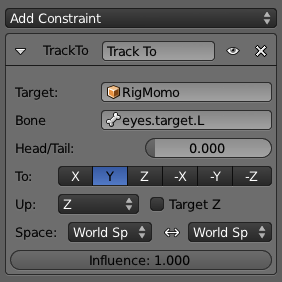 Add Constraint
TrackTo Track To
Target: RigMomo
Bone eyes.target.L
Head/Tail: 0.000
To: X Y Z -X -Y -Z
Up: Z Target Z
Space: World Sp World Sp
Influence: 1.000